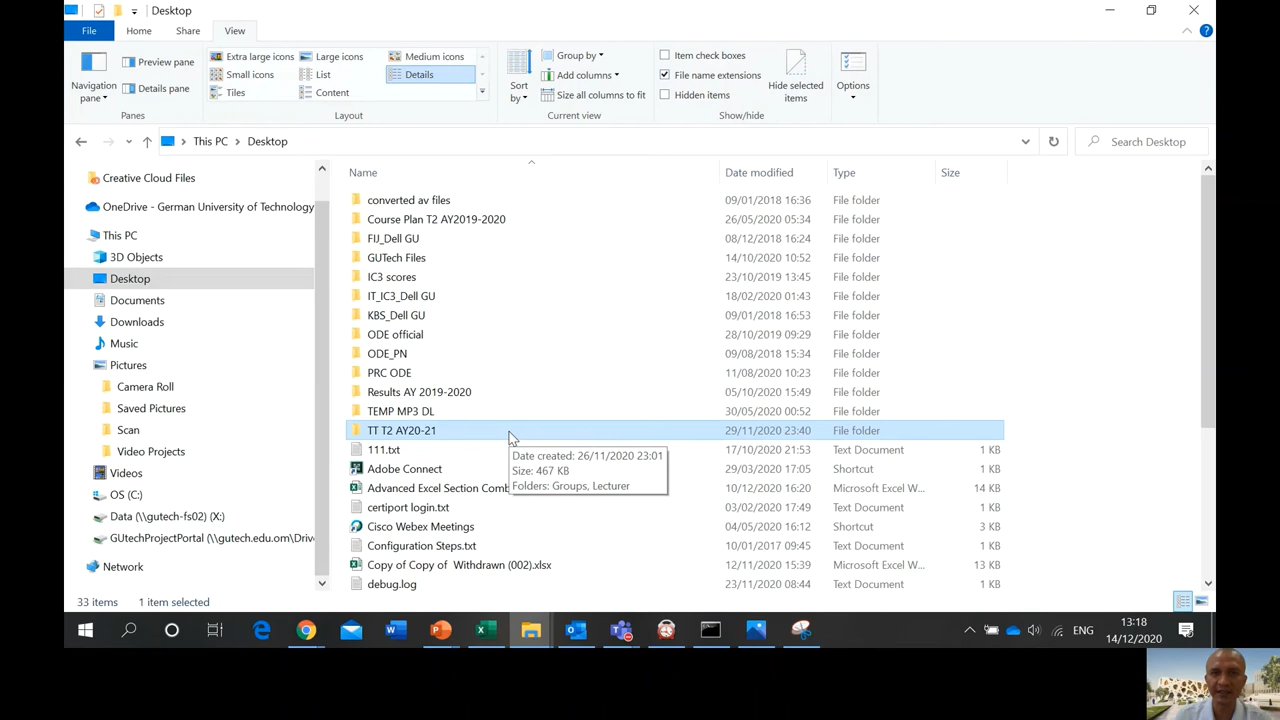 Desktop
File Home Share View
Navigation pane
Preview pane
Details pane
Panes
Extra large icons Large icons Medium icons
Small icons List Details
Tiles Content
Layout
Sort by
Group by
Add columns
Size all columns to fit
Current view
Item check boxes
File name extensions
Hidden items
Hide selected items
Show/hide
Options
This PC Desktop
Search Desktop
Creative Cloud Files
OneDrive - German University of Technology
This PC
3D Objects
Desktop
Documents
Downloads
Music
Pictures
Camera Roll
Saved Pictures
Scan
Video Projects
Videos
OS (C:)
Data (\\gutech-fs02) (X:)
GUtechProjectPortal (\\gutech.edu.om\Drive
Network
Name Date modified Type Size
converted av files 09/01/2018 16:36 File folder
Course Plan T2 AY2019-2020 26/05/2020 05:34 File folder
FIJ_Dell GU 08/12/2018 16:24 File folder
GUTech Files 14/10/2020 10:52 File folder
IC3 scores 23/10/2019 13:45 File folder
IT_IC3_Dell GU 18/02/2020 01:43 File folder
KBS_Dell GU 09/01/2018 16:53 File folder
ODE official 28/10/2019 09:29 File folder
ODE_PN 09/08/2018 15:34 File folder
PRC ODE 11/08/2020 10:23 File folder
Results AY 2019-2020 05/10/2020 15:49 File folder
TEMP MP3 DL 30/05/2020 00:52 File folder
TT T2 AY20-21 29/11/2020 23:40 File folder
111.txt 17/10/2020 21:53 Text Document 1 KB
Adobe Connect 29/03/2020 17:05 Shortcut 1 KB
Advanced Excel Section Comb 10/12/2020 16:20 Microsoft Excel W... 14 KB
certiport login.txt 03/02/2020 17:49 Text Document 1 KB
Cisco Webex Meetings 04/05/2020 16:12 Shortcut 3 KB
Configuration Steps.txt 10/01/2017 09:45 Text Document 1 KB
Copy of Copy of Withdrawn (002).xlsx 12/11/2020 15:39 Microsoft Excel W... 13 KB
debug.log 23/11/2020 08:44 Text Document 1 KB
Date created: 26/11/2020 23:01
Size: 467 KB
Folders: Groups, Lecturer
33 items 1 item selected
ENG
13:18
14/12/2020